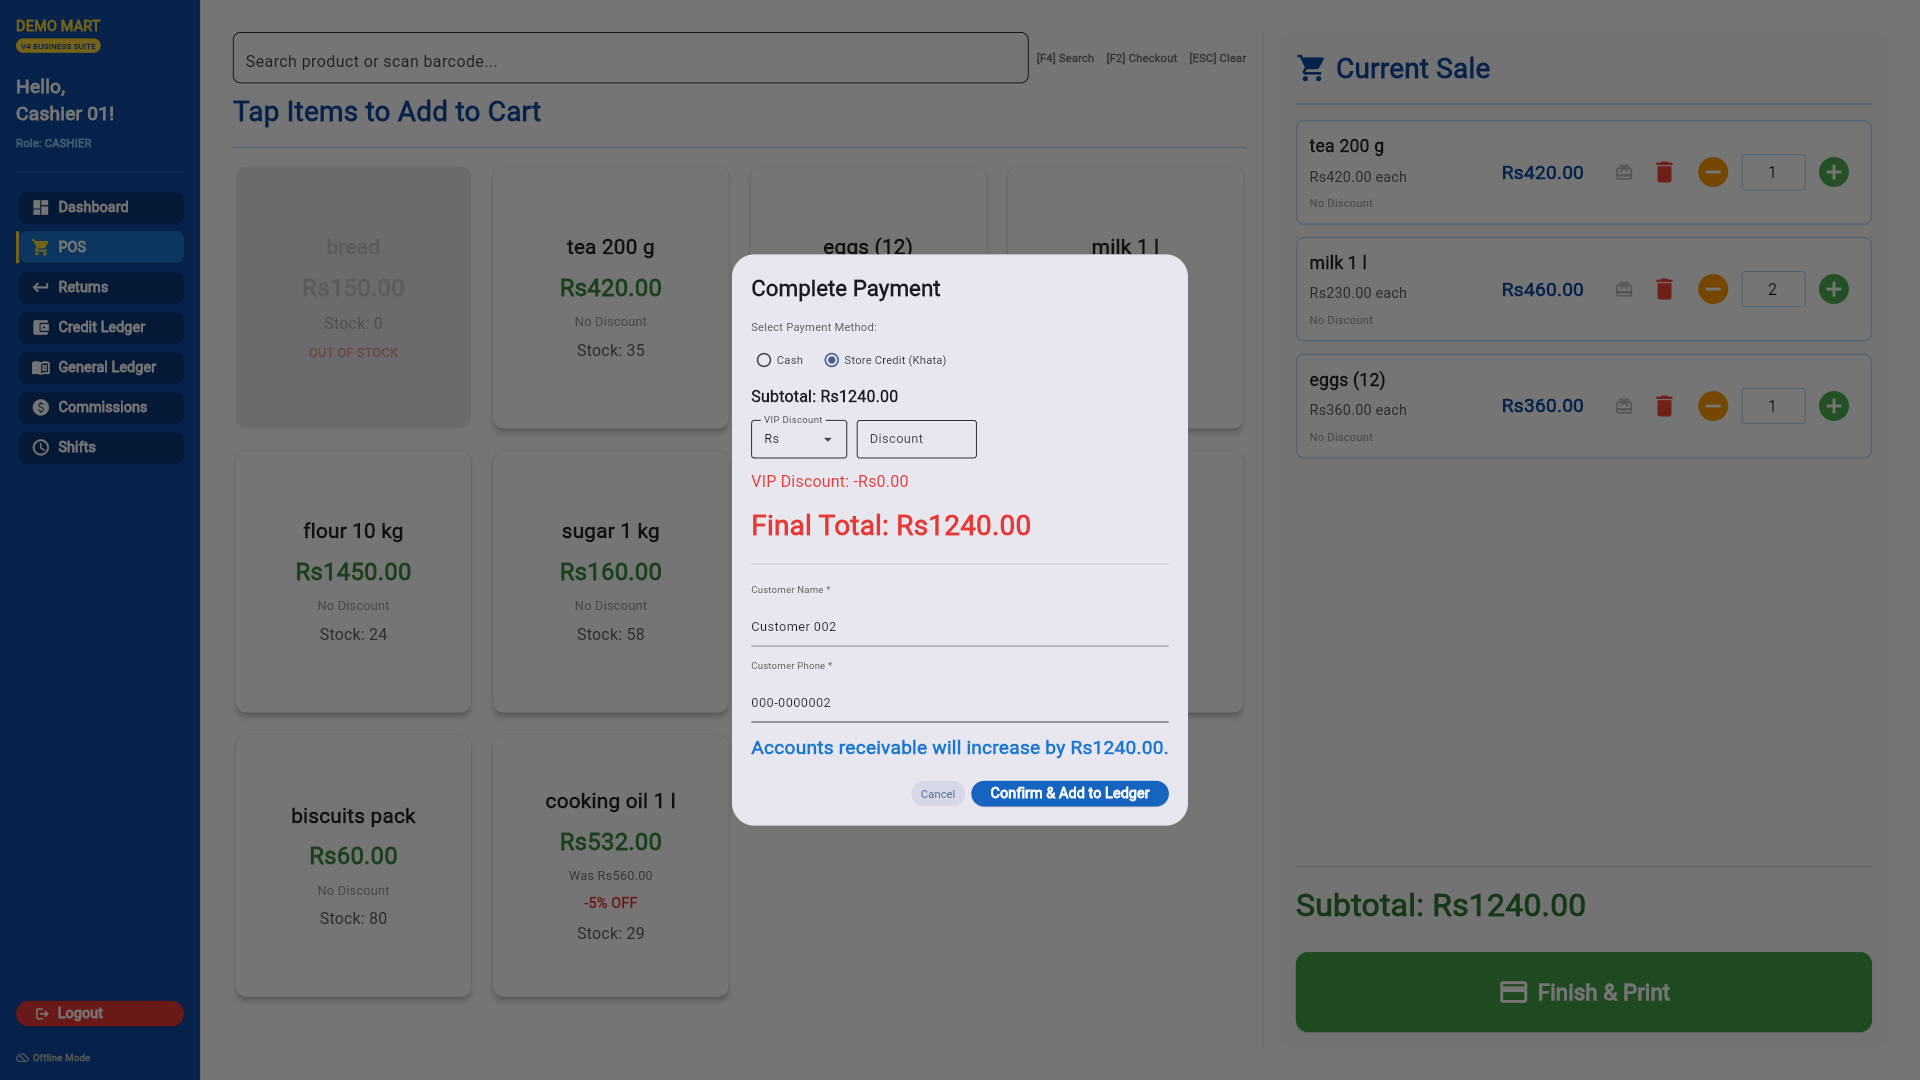 DEMO MART
V4 BUSINESS SUITE
Hello,
Cashier 01!
Role: CASHIER
Dashboard
POS
Returns
Credit Ledger
General Ledger
Commissions
Shifts
Logout
Offline Mode
Search product or scan barcode...
[F4] Search
[F2] Checkout
[ESC] Clear
Tap Items to Add to Cart
bread
Rs150.00
Stock: 0
OUT OF STOCK
tea 200 g
Rs420.00
No Discount
Stock: 35
eggs (12)
milk 1 l
flour 10 kg
Rs1450.00
No Discount
Stock: 24
sugar 1 kg
Rs160.00
No Discount
Stock: 58
biscuits pack
Rs60.00
No Discount
Stock: 80
cooking oil 1 l
Rs532.00
Was Rs560.00
-5% OFF
Stock: 29
Complete Payment
Select Payment Method:
Cash
Store Credit (Khata)
Subtotal: Rs1240.00
VIP Discount
Rs
Discount
VIP Discount: -Rs0.00
Final Total: Rs1240.00
Customer Name *
Customer 002
Customer Phone *
000-0000002
Accounts receivable will increase by Rs1240.00.
Cancel
Confirm & Add to Ledger
Current Sale
tea 200 g
Rs420.00 each
No Discount
Rs420.00
1
milk 1 l
Rs230.00 each
No Discount
Rs460.00
2
eggs (12)
Rs360.00 each
No Discount
Rs360.00
1
Subtotal: Rs1240.00
Finish & Print